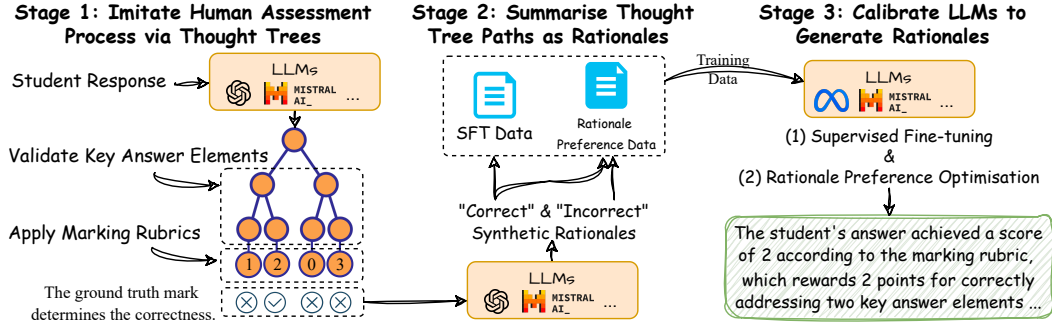 Stage 1: Imitate Human Assessment
Process via Thought Trees
Student Response
LLMs
MISTRAL
AI_
...
Validate Key Answer Elements
Apply Marking Rubrics
1 2 0 3
The ground truth mark
determines the correctness.
Stage 2: Summarise Thought
Tree Paths as Rationales
SFT Data
Rationale
Preference Data
"Correct" & "Incorrect"
Synthetic Rationales
LLMs
MISTRAL
AI_
...
Training
Data
Stage 3: Calibrate LLMs to
Generate Rationales
LLMs
MISTRAL
AI_
...
(1) Supervised Fine-tuning
&
(2) Rationale Preference Optimisation
The student's answer achieved a score
of 2 according to the marking rubric,
which rewards 2 points for correctly
addressing two key answer elements ...